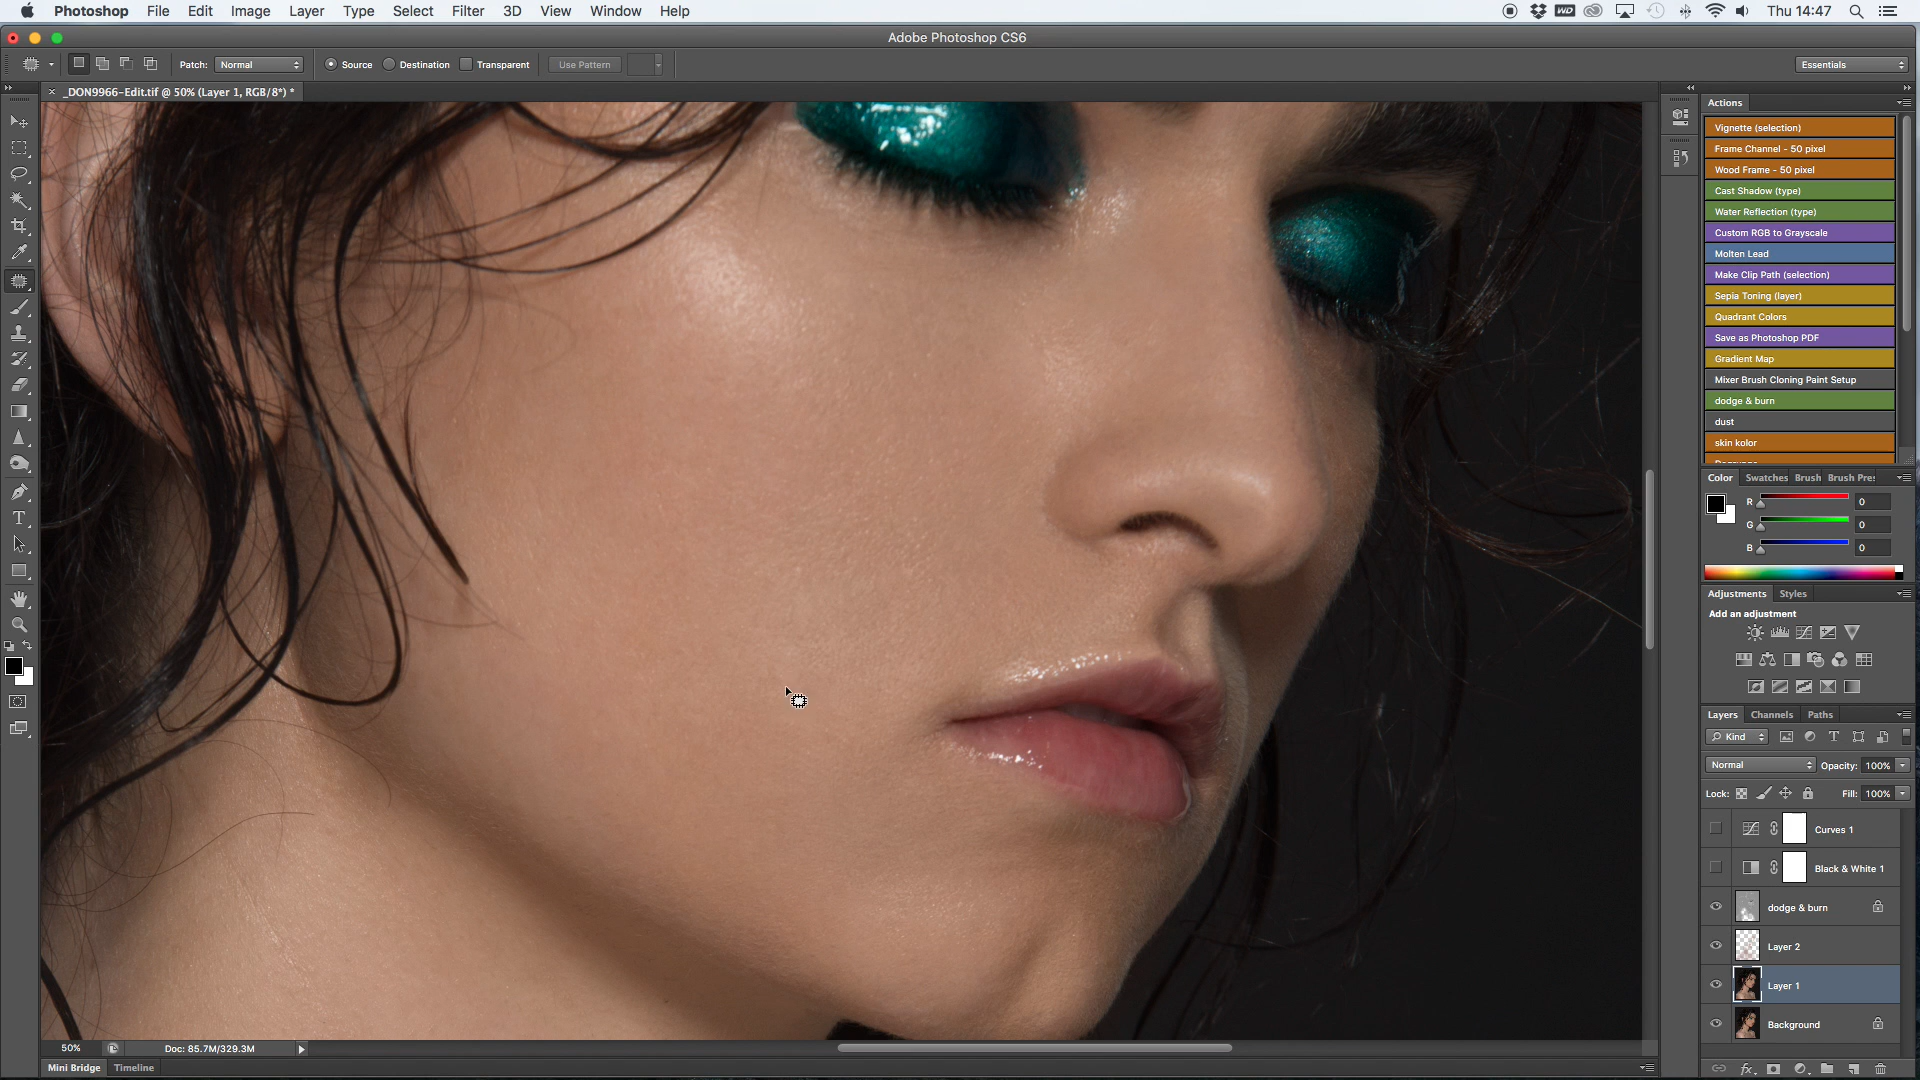 Photoshop File Edit Image Layer Type Select Filter 3D View Window Help
WD
Thu 14:47
Adobe Photoshop CS6
Patch: Normal Source Destination Transparent Use Pattern
Essentials
× _DON9966-Edit.tif @ 50% (Layer 1, RGB/8*) *
Actions
Vignette (selection)
Frame Channel - 50 pixel
Wood Frame - 50 pixel
Cast Shadow (type)
Water Reflection (type)
Custom RGB to Grayscale
Molten Lead
Make Clip Path (selection)
Sepia Toning (layer)
Quadrant Colors
Save as Photoshop PDF
Gradient Map
Mixer Brush Cloning Paint Setup
dodge & burn
dust
skin kolor
Color Swatches Brush Brush Pres
R 0
G 0
B 0
Adjustments Styles
Add an adjustment
Layers Channels Paths
Kind
Normal Opacity: 100%
Lock: Fill: 100%
Curves 1
Black & White 1
dodge & burn
Layer 2
Layer 1
Background
fx
50% Doc: 85.7M/329.3M
Mini Bridge Timeline